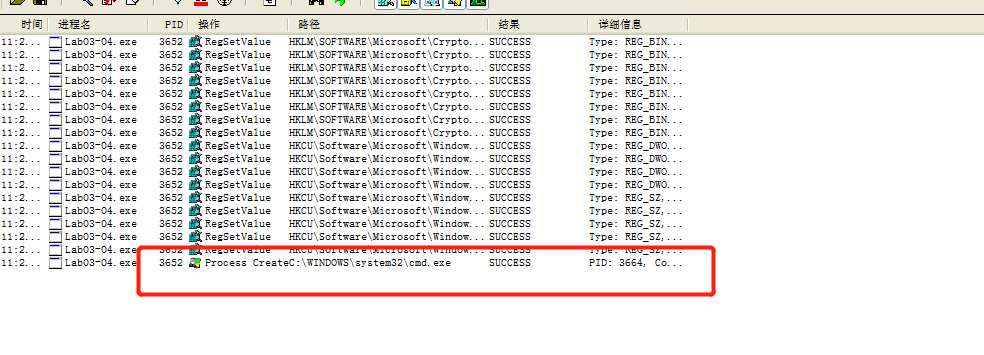 时间 进程名 PID 操作 路径 结果 详细信息
11:2... Lab03-04.exe 3652 RegSetValue HKLM\SOFTWARE\Microsoft\Crypto... SUCCESS Type: REG_BIN...
11:2... Lab03-04.exe 3652 RegSetValue HKLM\SOFTWARE\Microsoft\Crypto... SUCCESS Type: REG_BIN...
11:2... Lab03-04.exe 3652 RegSetValue HKLM\SOFTWARE\Microsoft\Crypto... SUCCESS Type: REG_BIN...
11:2... Lab03-04.exe 3652 RegSetValue HKLM\SOFTWARE\Microsoft\Crypto... SUCCESS Type: REG_BIN...
11:2... Lab03-04.exe 3652 RegSetValue HKLM\SOFTWARE\Microsoft\Crypto... SUCCESS Type: REG_BIN...
11:2... Lab03-04.exe 3652 RegSetValue HKLM\SOFTWARE\Microsoft\Crypto... SUCCESS Type: REG_BIN...
11:2... Lab03-04.exe 3652 RegSetValue HKLM\SOFTWARE\Microsoft\Crypto... SUCCESS Type: REG_BIN...
11:2... Lab03-04.exe 3652 RegSetValue HKLM\SOFTWARE\Microsoft\Crypto... SUCCESS Type: REG_BIN...
11:2... Lab03-04.exe 3652 RegSetValue HKCU\Software\Microsoft\Window... SUCCESS Type: REG_DWO...
11:2... Lab03-04.exe 3652 RegSetValue HKCU\Software\Microsoft\Window... SUCCESS Type: REG_DWO...
11:2... Lab03-04.exe 3652 RegSetValue HKCU\Software\Microsoft\Window... SUCCESS Type: REG_DWO...
11:2... Lab03-04.exe 3652 RegSetValue HKCU\Software\Microsoft\Window... SUCCESS Type: REG_DWO...
11:2... Lab03-04.exe 3652 RegSetValue HKCU\Software\Microsoft\Window... SUCCESS Type: REG_SZ,...
11:2... Lab03-04.exe 3652 RegSetValue HKCU\Software\Microsoft\Window... SUCCESS Type: REG_SZ,...
11:2... Lab03-04.exe 3652 RegSetValue HKCU\Software\Microsoft\Window... SUCCESS Type: REG_SZ,...
11:2... Lab03-04.exe 3652 RegSetValue HKCU\Software\Microsoft\Window... SUCCESS Type: REG_SZ,...
11:2... Lab03-04.exe 3652 RegSetValue HKCU\Software\Microsoft\Window... SUCCESS Type: REG_SZ,...
11:2... Lab03-04.exe 3652 Process Create C:\WINDOWS\system32\cmd.exe SUCCESS PID: 3664, Co...